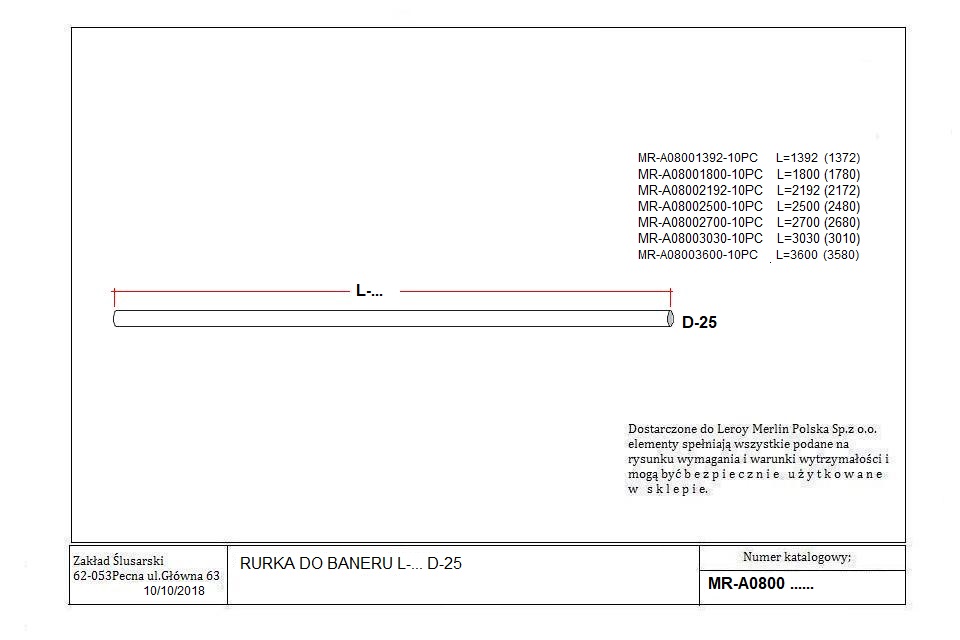 MR-A08001392-10PC L=1392 (1372)
MR-A08001800-10PC L=1800 (1780)
MR-A08002192-10PC L=2192 (2172)
MR-A08002500-10PC L=2500 (2480)
MR-A08002700-10PC L=2700 (2680)
MR-A08003030-10PC L=3030 (3010)
MR-A08003600-10PC L=3600 (3580)
L-...
D-25
Dostarczone do Leroy Merlin Polska Sp.z o.o.
elementy spełniają wszystkie podane na
rysunku wymagania i warunki wytrzymałości i
mogą być b e z p i e c z n i e u ż y t k o w a n e
w s k l e p i e.
Zakład Ślusarski
62-053Pecna ul.Główna 63
10/10/2018
RURKA DO BANERU L-... D-25
Numer katalogowy;
MR-A0800 ......